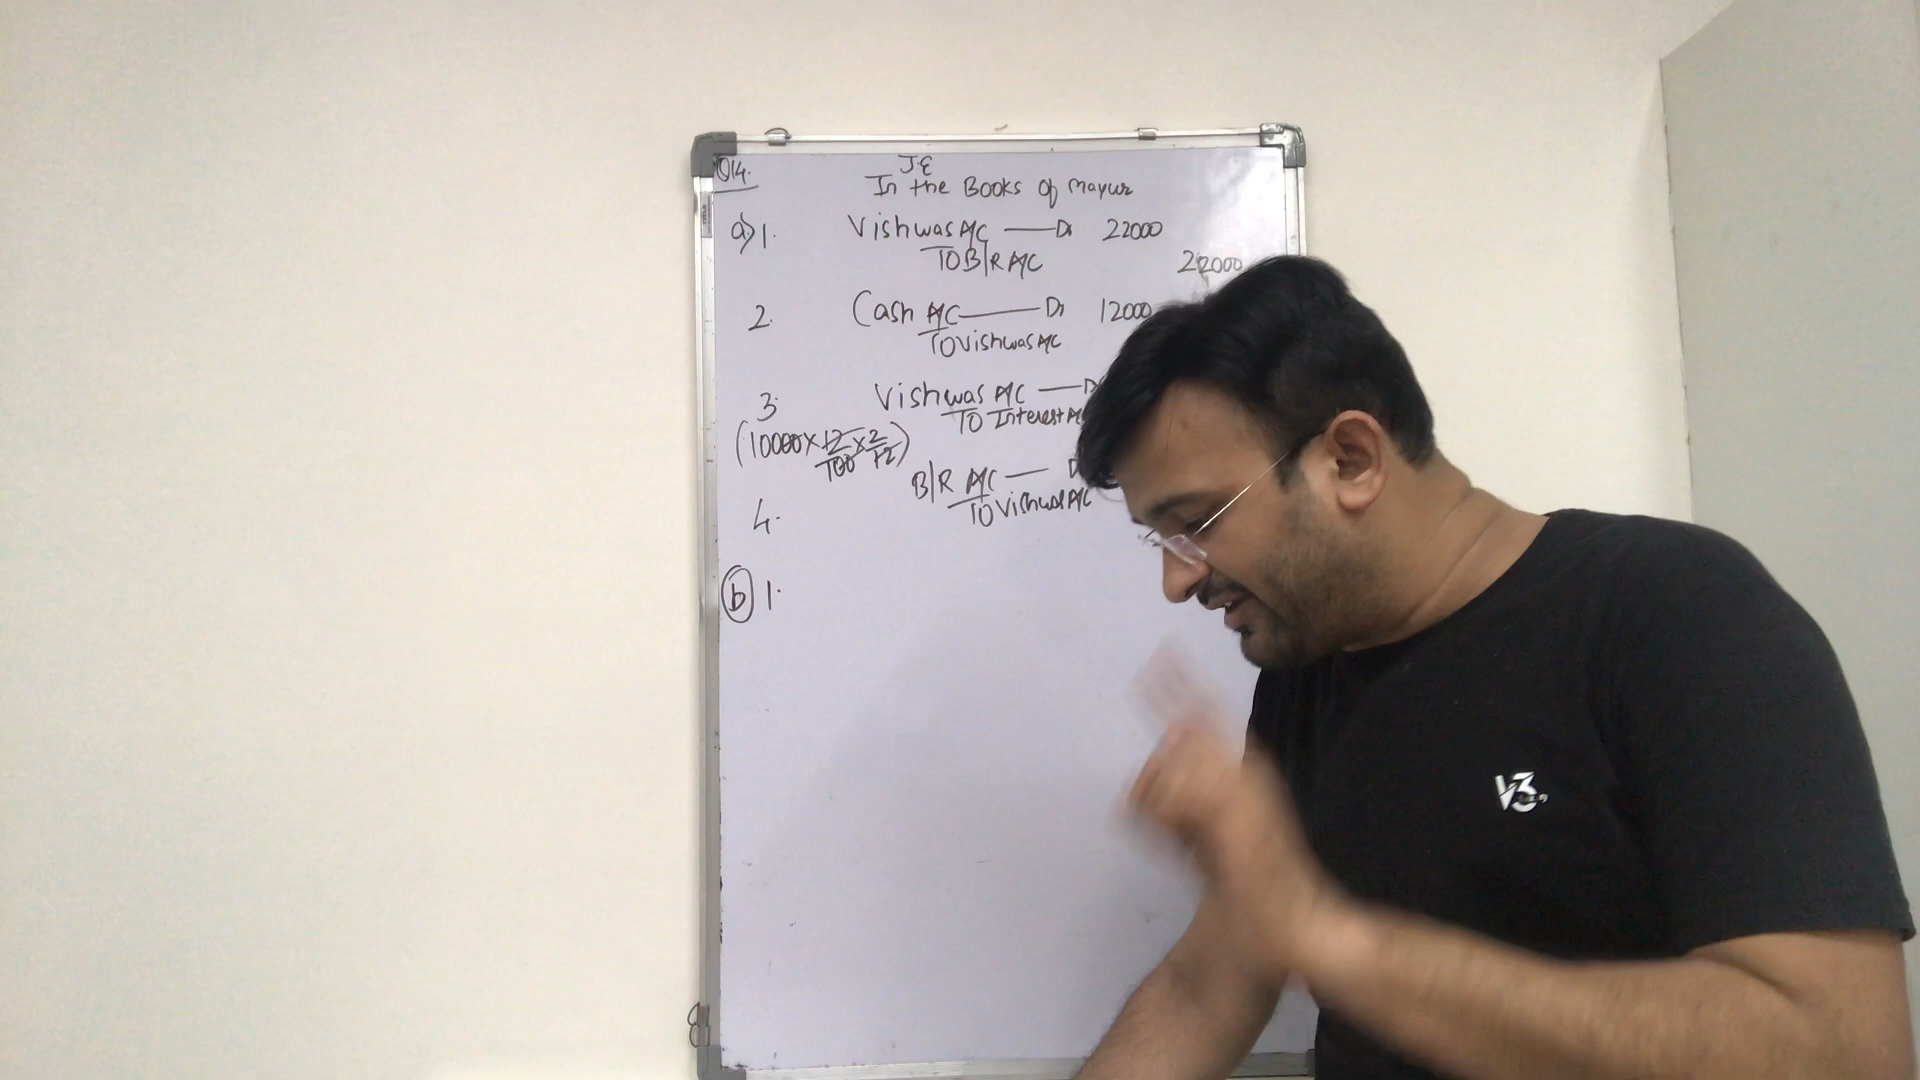 Q14.
J.E
In the Books of Mayur
a) 1. Vishwas A/C —— Dr 22000
TO B/R A/C 22000
2. Cash A/C —— Dr 12000
TO Vishwas A/C
3. Vishwas A/C —— D
TO Interest A
(10000 × 12/100 × 2/12)
B/R A/C —— D
4. TO Vishwas A/C
b) 1.
V3